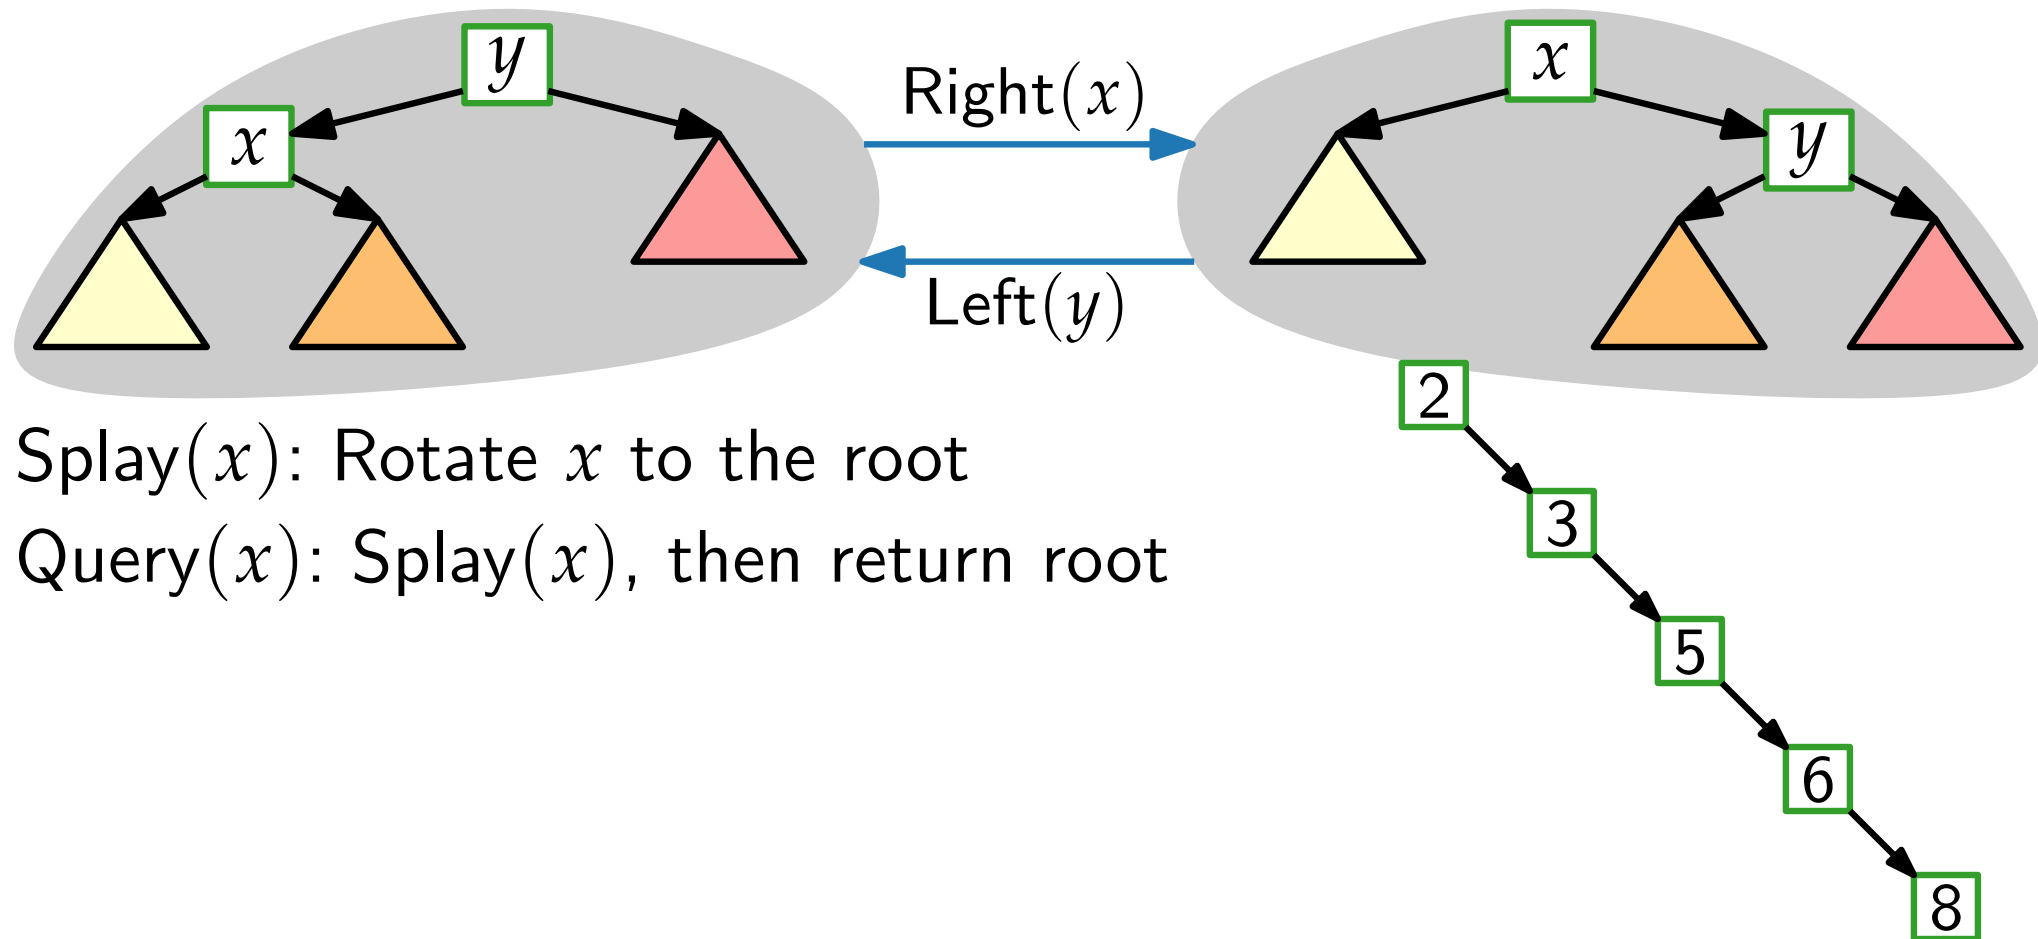 y
x
Right(x)
Left(y)
x
y
Splay(x): Rotate x to the root
Query(x): Splay(x), then return root
2
3
5
6
8